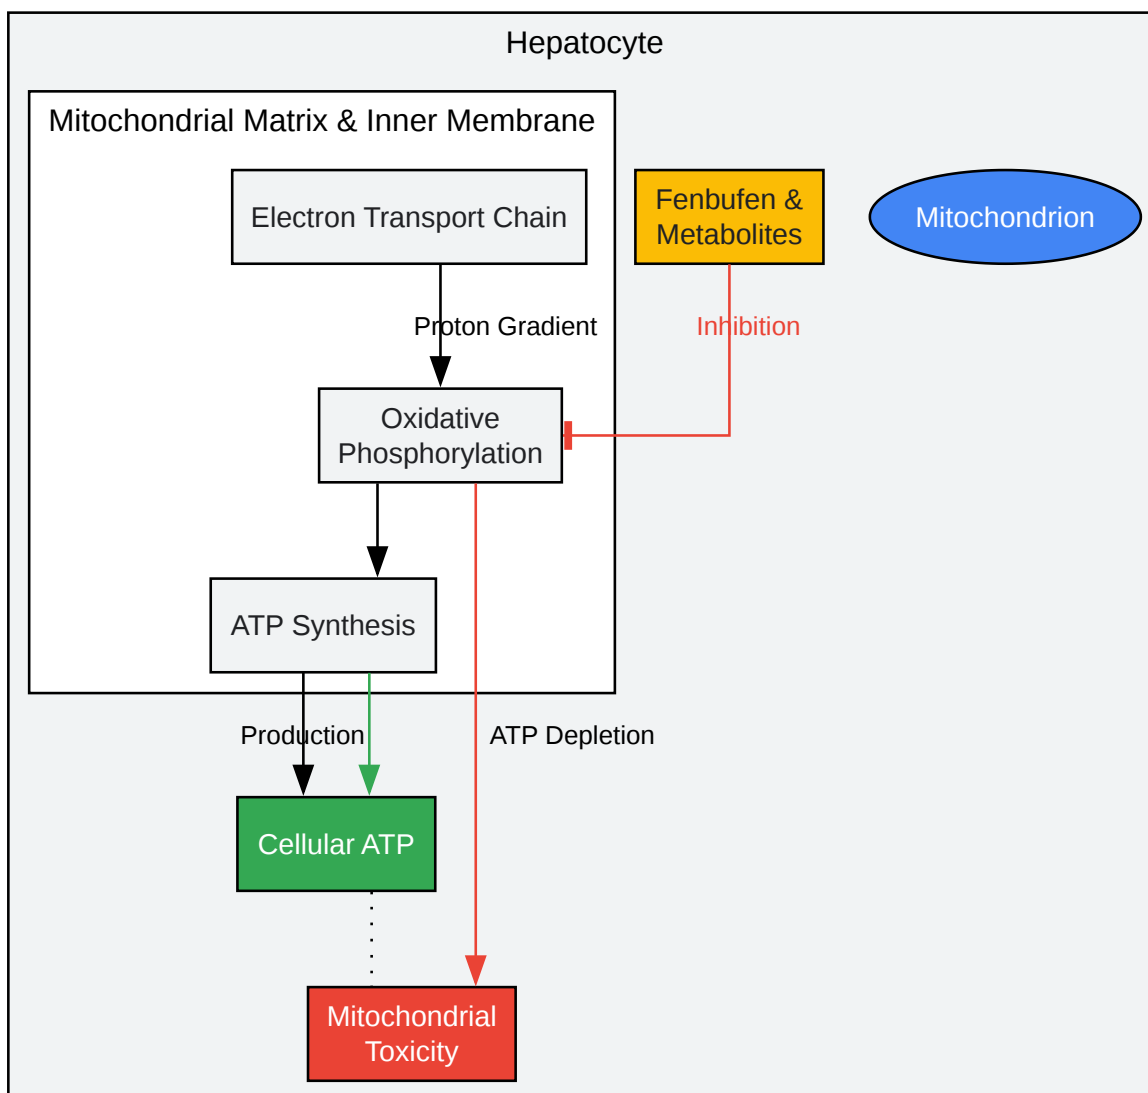 Hepatocyte
Mitochondrial Matrix & Inner Membrane
Electron Transport Chain
Fenbufen &
Metabolites
Mitochondrion
Proton Gradient
Inhibition
Oxidative
Phosphorylation
ATP Synthesis
Production
ATP Depletion
Cellular ATP
Mitochondrial
Toxicity